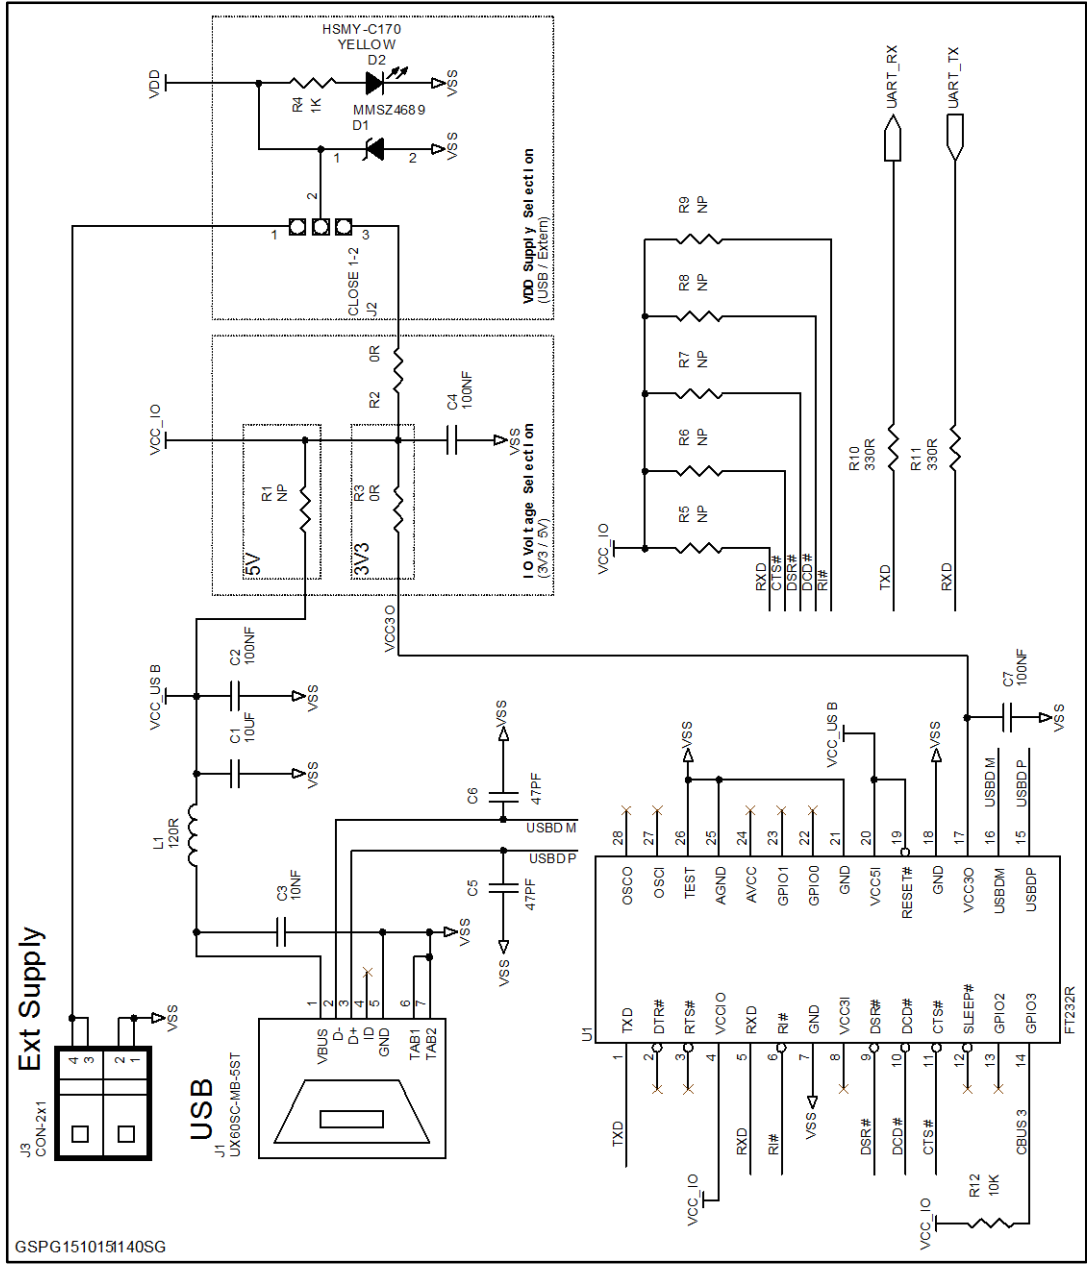 HSMY-C170
YELLOW
D2
VDD
R4
1K
VSS
MMSZ4689
D1
1
2
VSS
2
1
3
CLOSE 1-2
J2
VDD Supply Selection
(USB / Extern)
UART_RX
UART_TX
R9
NP
R8
NP
R7
NP
R6
NP
R5
NP
VCC_IO
RXD
CTS#
DSR#
DCD#
RI#
R10
330R
R11
330R
TXD
RXD
VCC_IO
R2
0R
C4
100NF
VSS
R1
NP
5V
R3
0R
3V3
IO Voltage Selection
(3V3 / 5V)
VCC3O
VCC_USB
C2
100NF
VSS
C1
10UF
VSS
L1
120R
C3
10NF
VSS
C6
47PF
VSS
USBDM
USBDP
C5
47PF
VSS
VSS
VCC_USB
VSS
C7
100NF
VSS
USBDM
USBDP
28
27
26
25
24
23
22
21
20
19
18
17
16
15
OSCO
OSCI
TEST
AGND
AVCC
GPIO1
GPIO0
GND
VCC5I
RESET#
GND
VCC3O
USBDM
USBDP
U1
FT232R
TXD
DTR#
RTS#
VCCIO
RXD
RI#
GND
VCC3I
DSR#
DCD#
CTS#
SLEEP#
GPIO2
GPIO3
1
2
3
4
5
6
7
8
9
10
11
12
13
14
TXD
VCC_IO
RXD
RI#
VSS
DSR#
DCD#
CTS#
CBUS3
VCC_IO
R12
10K
Ext Supply
J3
CON-2x1
4
3
2
1
VSS
USB
J1
UX60SC-MB-5ST
1
2
3
4
5
6
7
VBUS
D-
D+
ID
GND
TAB1
TAB2
GSPG1510151140SG